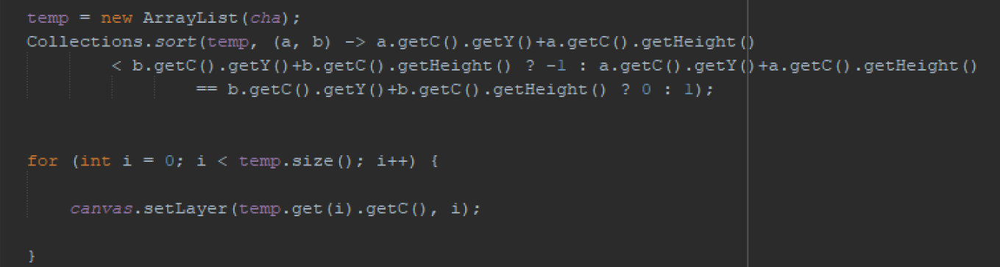 temp = new ArrayList(cha);
Collections.sort(temp, (a, b) -> a.getC().getY()+a.getC().getHeight()
< b.getC().getY()+b.getC().getHeight() ? -1 : a.getC().getY()+a.getC().getHeight()
== b.getC().getY()+b.getC().getHeight() ? 0 : 1);
for (int i = 0; i < temp.size(); i++) {
canvas.setLayer(temp.get(i).getC(), i);
}